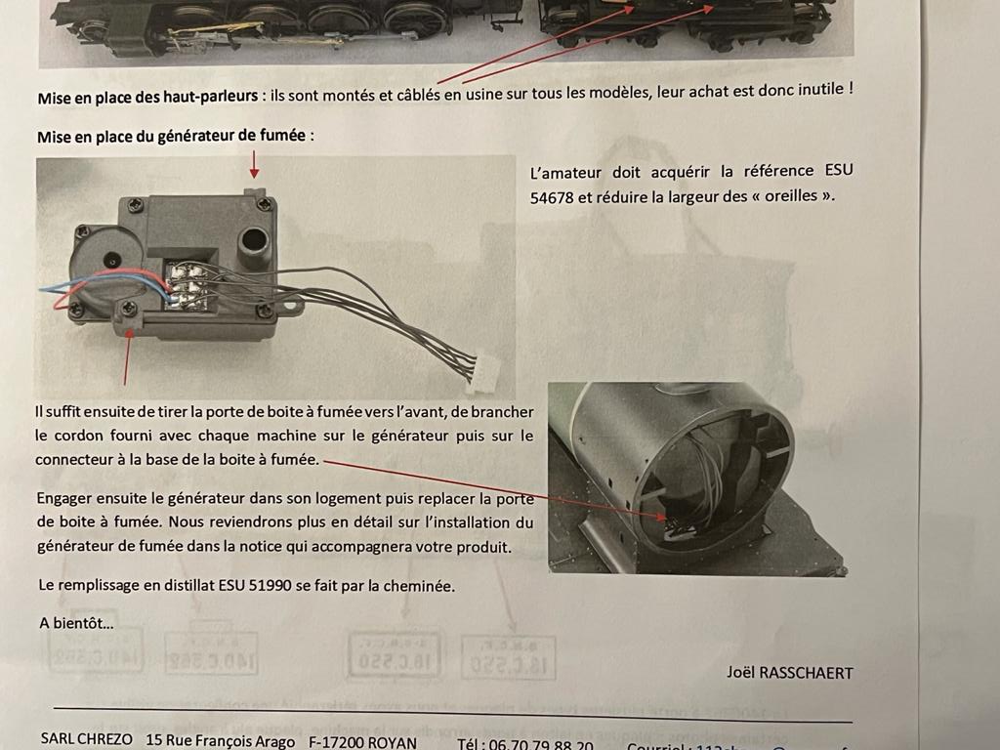 Mise en place des haut-parleurs : ils sont montés et câblés en usine sur tous les modèles, leur achat est donc inutile !
Mise en place du générateur de fumée :
L'amateur doit acquérir la référence ESU
54678 et réduire la largeur des « oreilles ».
Il suffit ensuite de tirer la porte de boite à fumée vers l'avant, de brancher
le cordon fourni avec chaque machine sur le générateur puis sur le
connecteur à la base de la boite à fumée.
Engager ensuite le générateur dans son logement puis replacer la porte
de boite à fumée. Nous reviendrons plus en détail sur l'installation du
générateur de fumée dans la notice qui accompagnera votre produit.
Le remplissage en distillat ESU 51990 se fait par la cheminée.
A bientôt...
Joël RASSCHAERT
SARL CHREZO 15 Rue François Arago F-17200 ROYAN Tél : 06.70.79.88.20 Courriel :